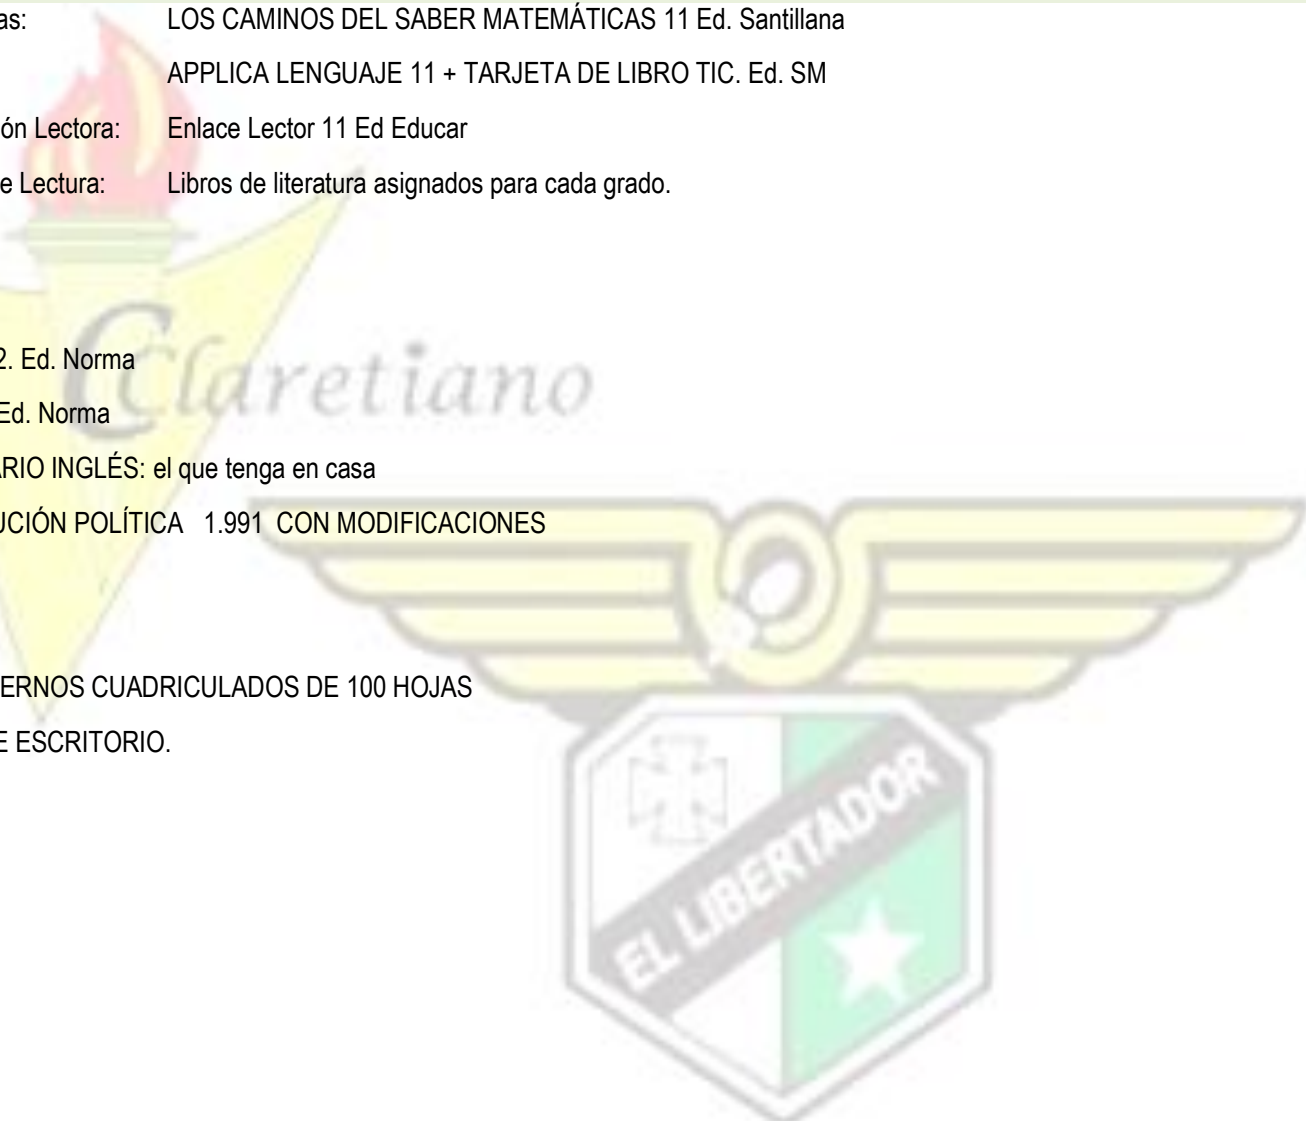 as: LOS CAMINOS DEL SABER MATEMÁTICAS 11 Ed. Santillana
APPLICA LENGUAJE 11 + TARJETA DE LIBRO TIC. Ed. SM
ón Lectora: Enlace Lector 11 Ed Educar
e Lectura: Libros de literatura asignados para cada grado.
2. Ed. Norma
Claretiano
Ed. Norma
ARIO INGLÉS: el que tenga en casa
UCIÓN POLÍTICA 1.991 CON MODIFICACIONES
ERNOS CUADRICULADOS DE 100 HOJAS
E ESCRITORIO.
EL LIBERTADOR